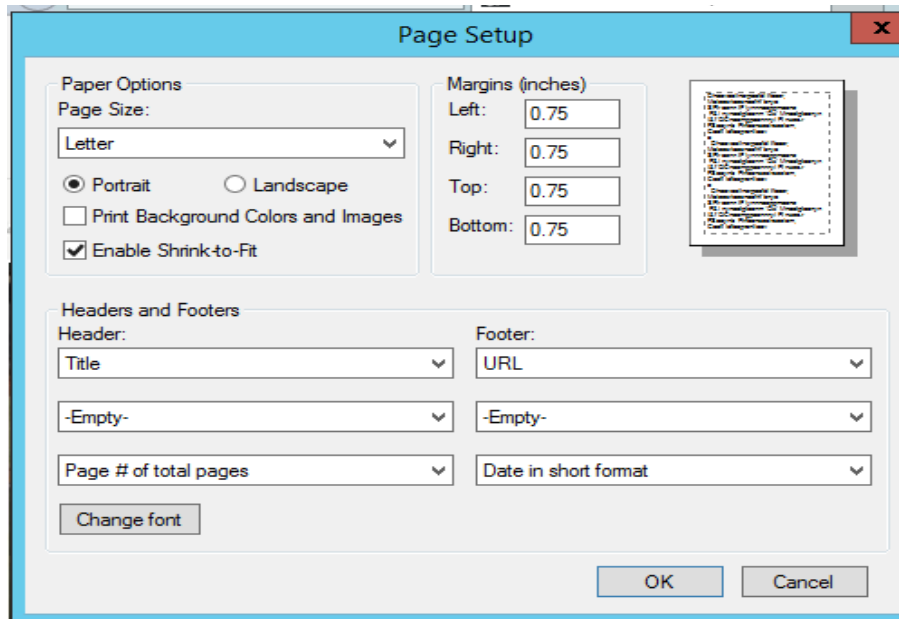 Page Setup
x
Paper Options
Page Size:
Letter
Portrait Landscape
Print Background Colors and Images
Enable Shrink-to-Fit
Margins (inches)
Left: 0.75
Right: 0.75
Top: 0.75
Bottom: 0.75
Headers and Footers
Header: Footer:
Title URL
-Empty- -Empty-
Page # of total pages Date in short format
Change font
OK Cancel